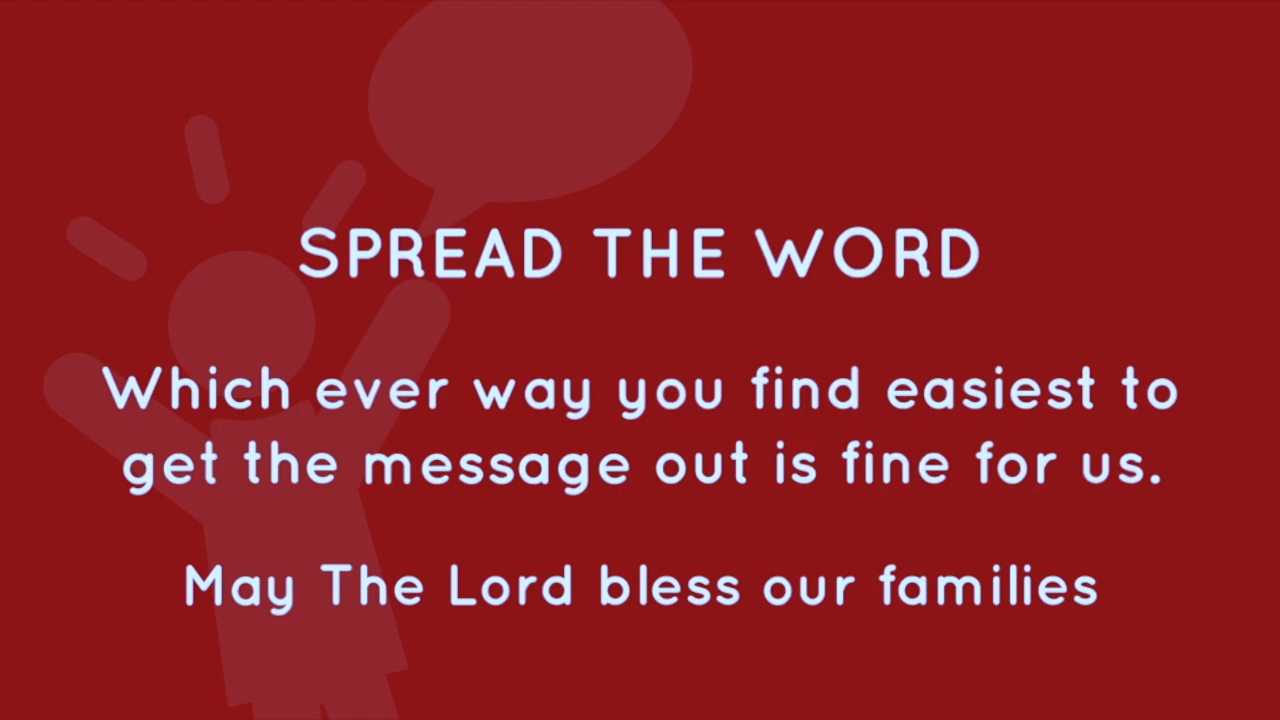 SPREAD THE WORD
Which ever way you find easiest to
get the message out is fine for us.
May The Lord bless our families